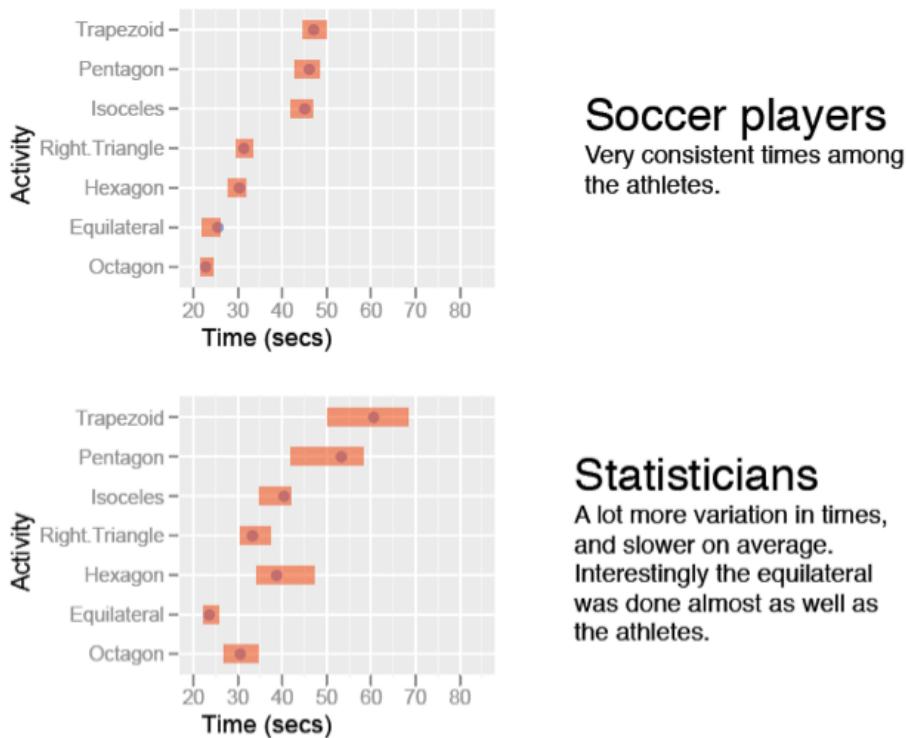 Trapezoid
Pentagon
Isoceles
Right.Triangle
Hexagon
Equilateral
Octagon
Activity
20 30 40 50 60 70 80
Time (secs)
Soccer players
Very consistent times among
the athletes.
Trapezoid
Pentagon
Isoceles
Right.Triangle
Hexagon
Equilateral
Octagon
Activity
20 30 40 50 60 70 80
Time (secs)
Statisticians
A lot more variation in times,
and slower on average.
Interestingly the equilateral
was done almost as well as
the athletes.